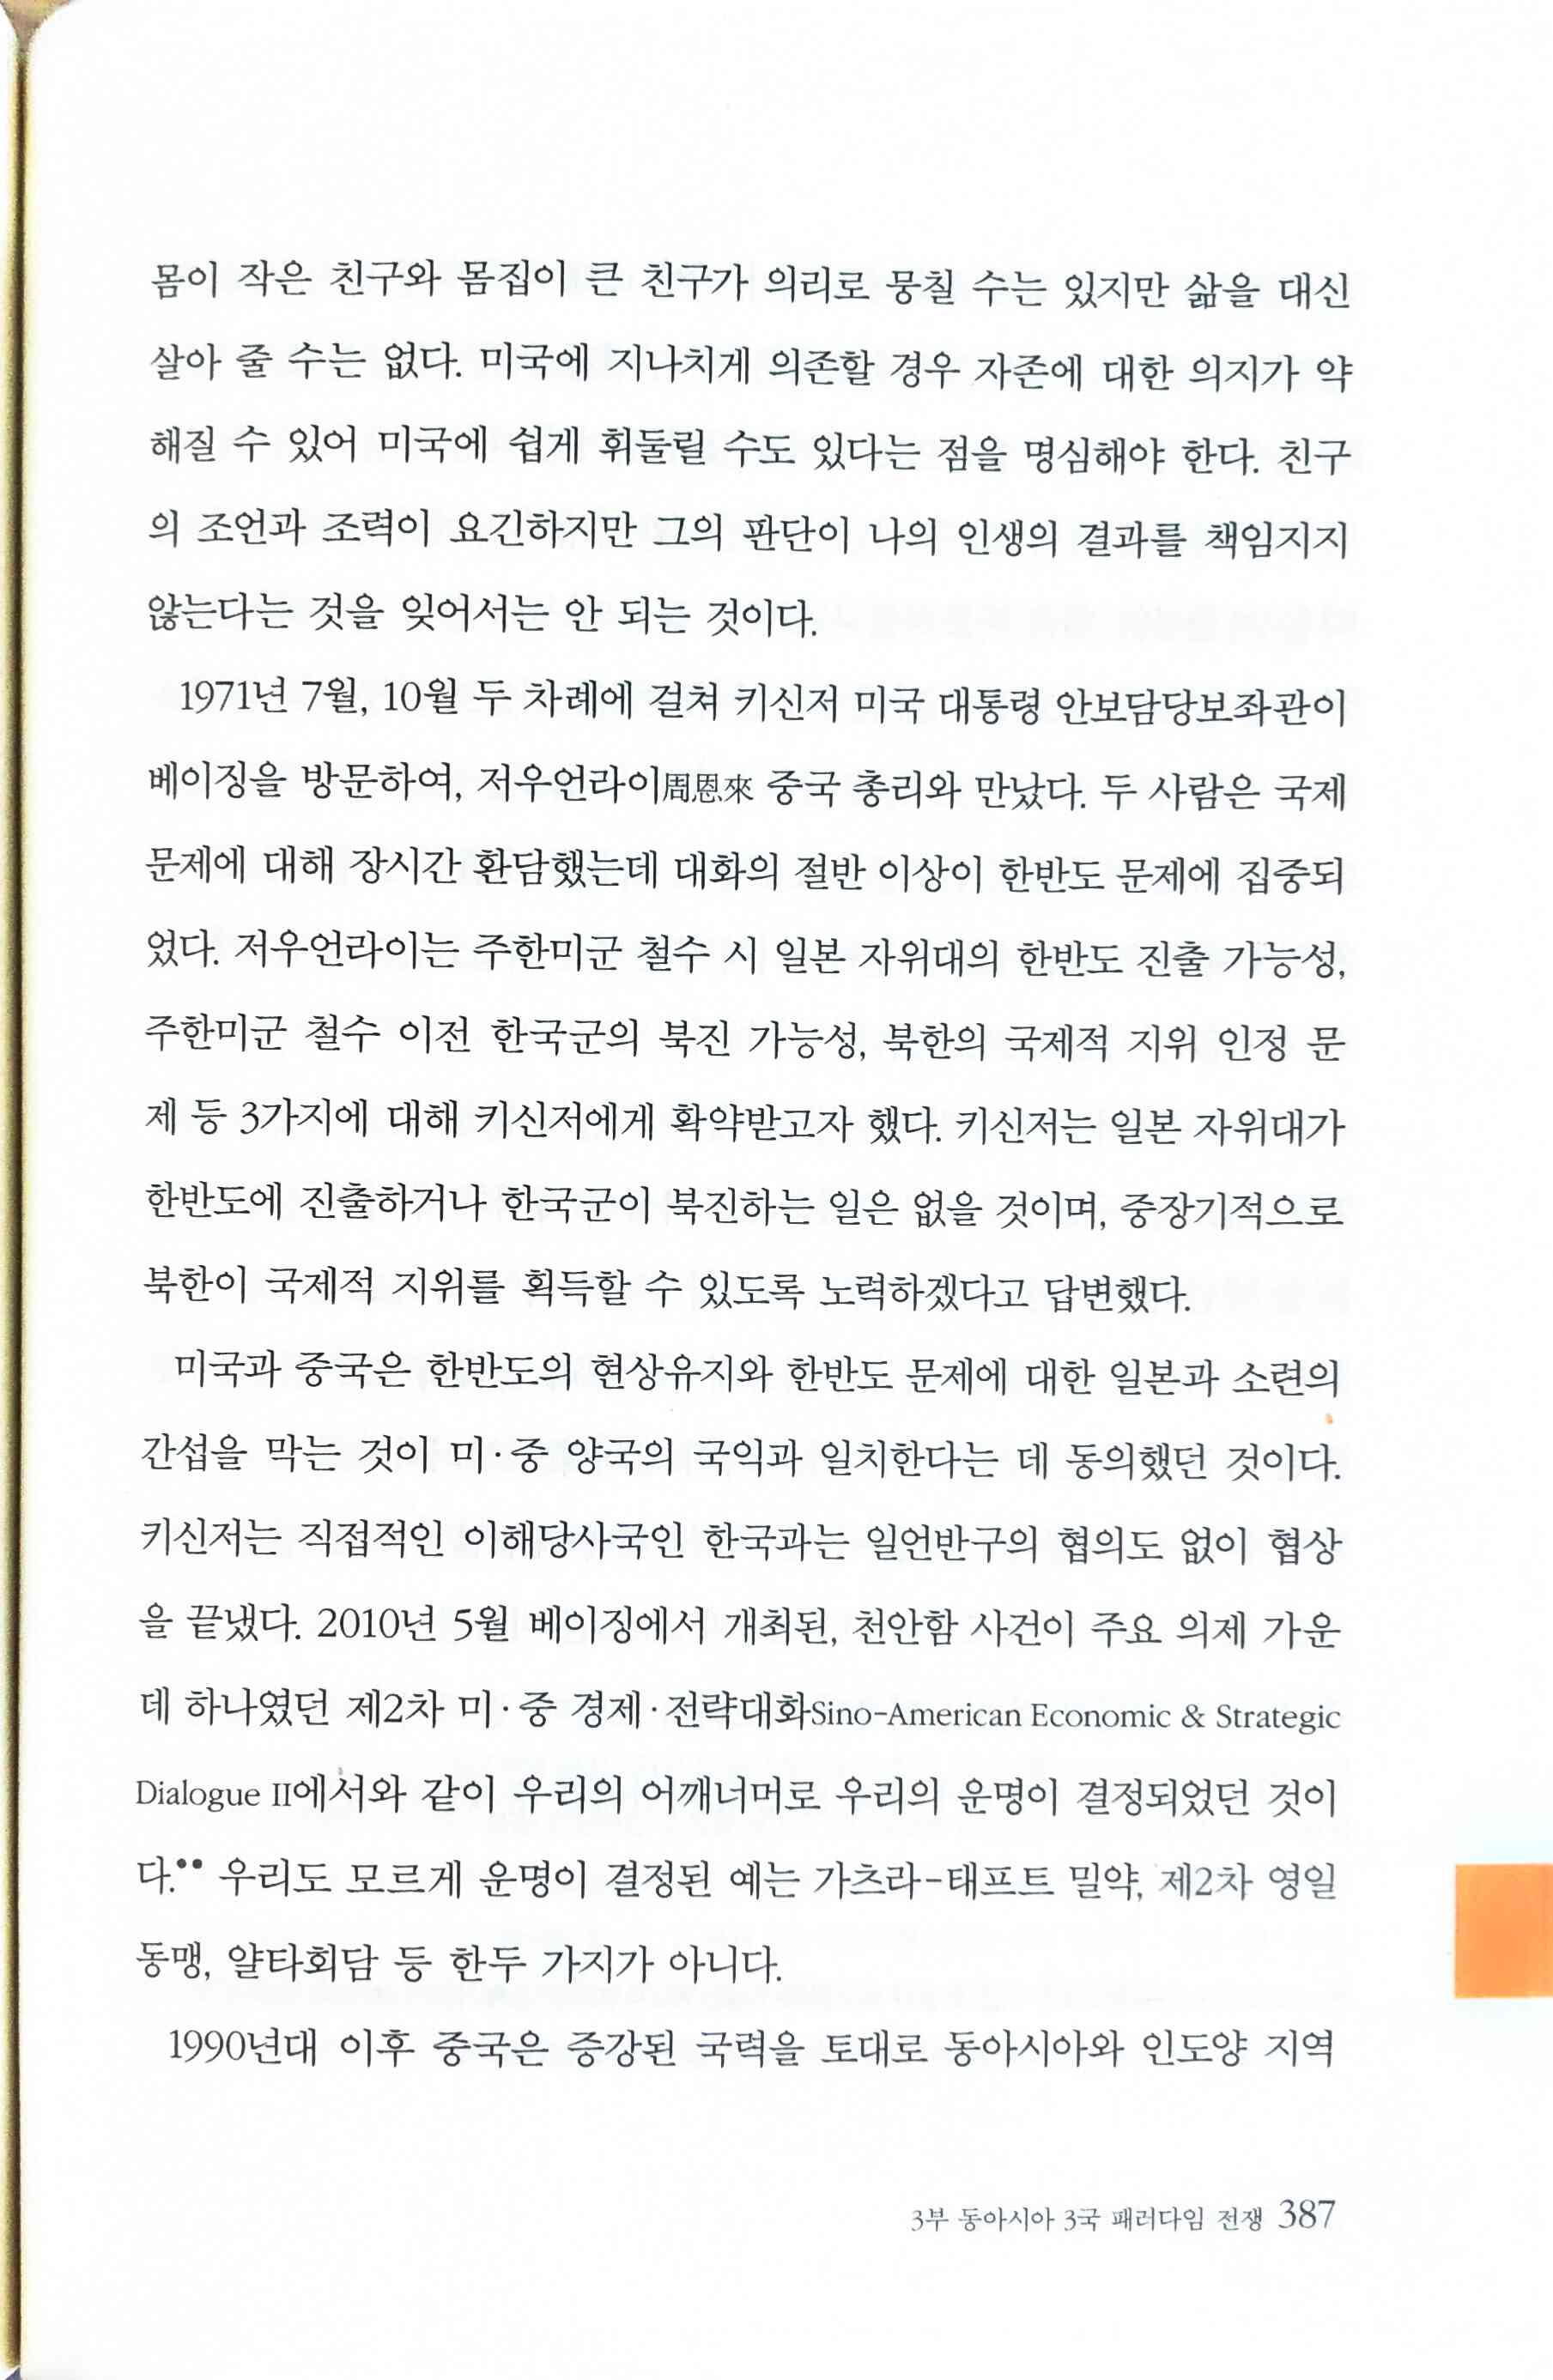 몸이 작은 친구와 몸집이 큰 친구가 의리로 뭉칠 수는 있지만 삶을 대신
살아 줄 수는 없다. 미국에 지나치게 의존할 경우 자존에 대한 의지가 약
해질 수 있어 미국에 쉽게 휘둘릴 수도 있다는 점을 명심해야 한다. 친구
의 조언과 조력이 요긴하지만 그의 판단이 나의 인생의 결과를 책임지지
않는다는 것을 잊어서는 안 되는 것이다.
1971년 7월, 10월 두 차례에 걸쳐 키신저 미국 대통령 안보담당보좌관이
베이징을 방문하여, 저우언라이周恩來 중국 총리와 만났다. 두 사람은 국제
문제에 대해 장시간 환담했는데 대화의 절반 이상이 한반도 문제에 집중되
었다. 저우언라이는 주한미군 철수 시 일본 자위대의 한반도 진출 가능성,
주한미군 철수 이전 한국군의 북진 가능성, 북한의 국제적 지위 인정 문
제 등 3가지에 대해 키신저에게 확약받고자 했다. 키신저는 일본 자위대가
한반도에 진출하거나 한국군이 북진하는 일은 없을 것이며, 중장기적으로
북한이 국제적 지위를 획득할 수 있도록 노력하겠다고 답변했다.
미국과 중국은 한반도의 현상유지와 한반도 문제에 대한 일본과 소련의
간섭을 막는 것이 미·중 양국의 국익과 일치한다는 데 동의했던 것이다.
키신저는 직접적인 이해당사국인 한국과는 일언반구의 협의도 없이 협상
을 끝냈다. 2010년 5월 베이징에서 개최된, 천안함 사건이 주요 의제 가운
데 하나였던 제2차 미·중 경제·전략대화Sino-American Economic & Strategic
Dialogue II에서와 같이 우리의 어깨너머로 우리의 운명이 결정되었던 것이
다.•• 우리도 모르게 운명이 결정된 예는 가츠라-태프트 밀약, 제2차 영일
동맹, 얄타회담 등 한두 가지가 아니다.
1990년대 이후 중국은 증강된 국력을 토대로 동아시아와 인도양 지역
3부 동아시아 3국 패러다임 전쟁 387